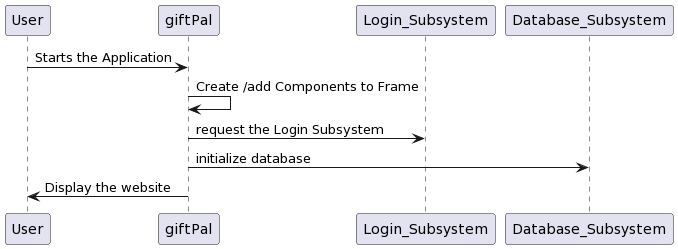 User
giftPal
Login_Subsystem
Database_Subsystem
Starts the Application
Create /add Components to Frame
request the Login Subsystem
initialize database
Display the website
User
giftPal
Login_Subsystem
Database_Subsystem